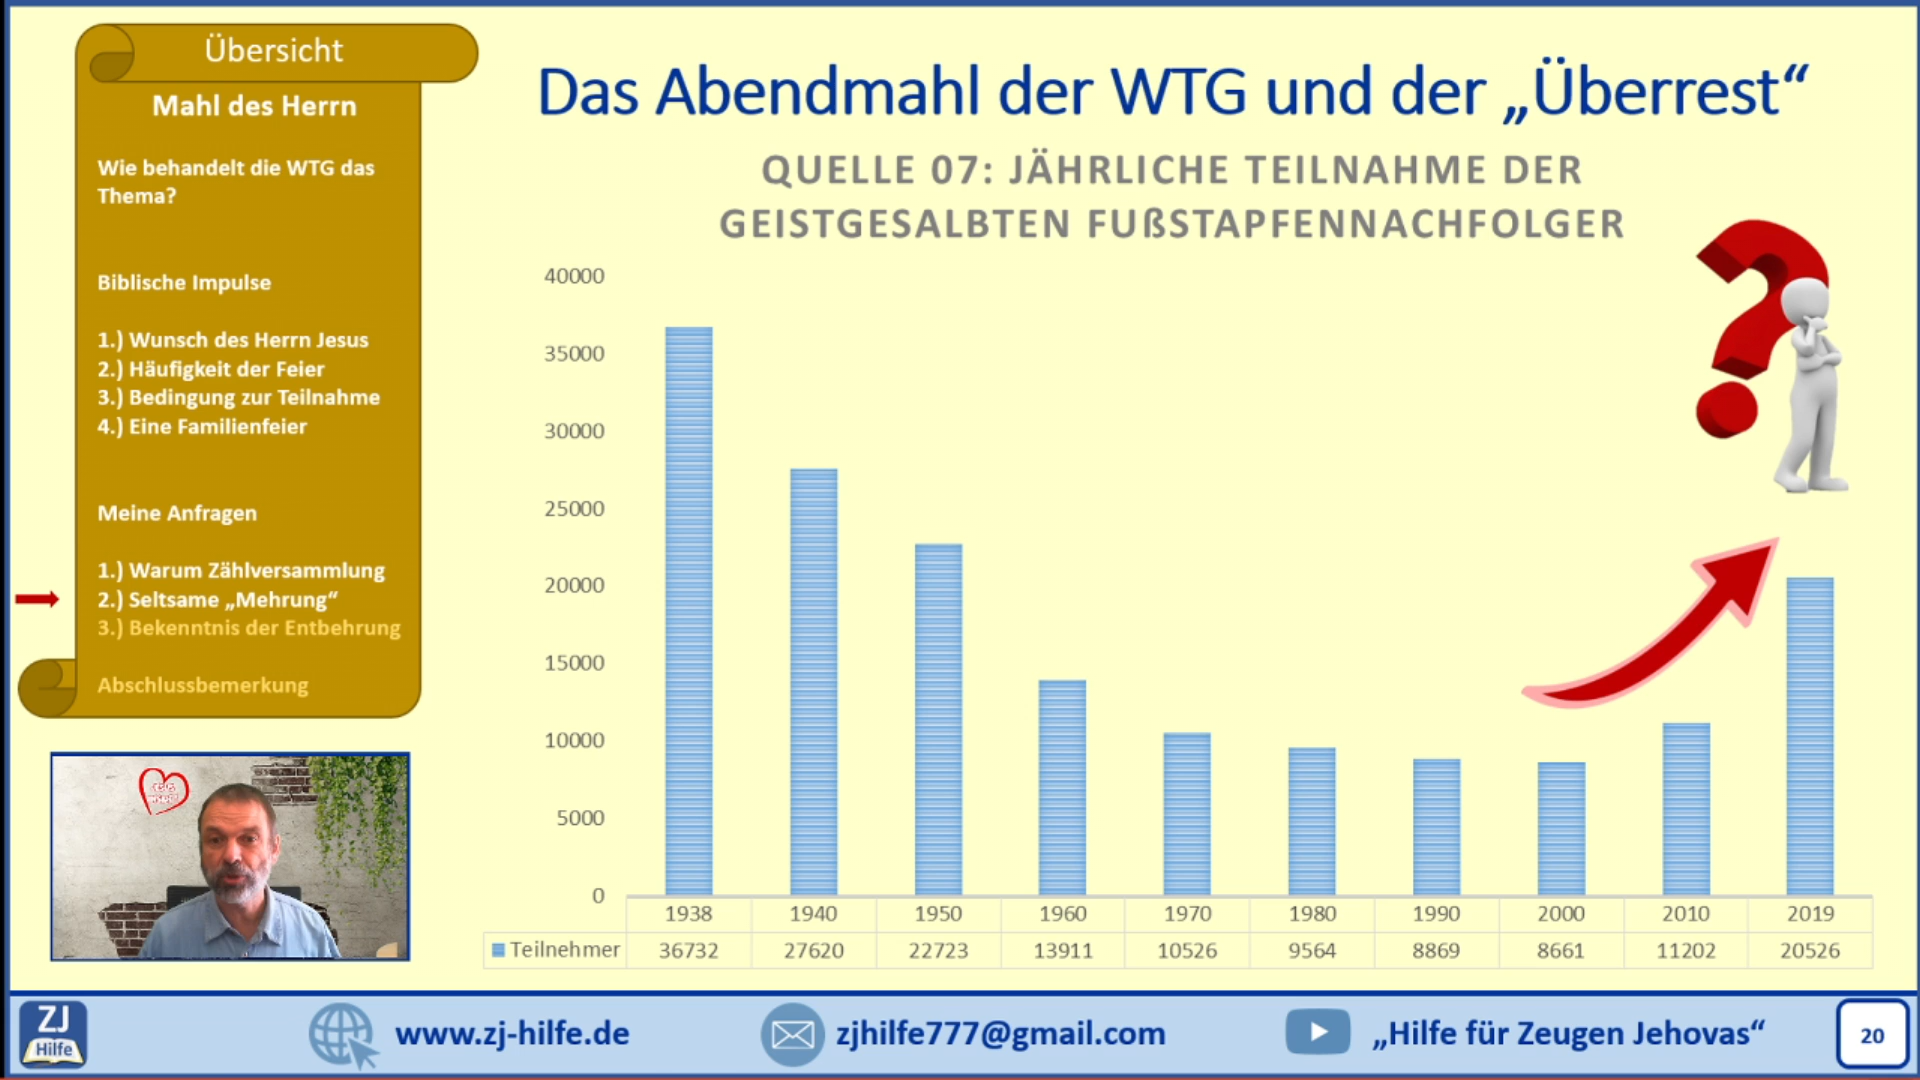 Übersicht
Mahl des Herrn
Wie behandelt die WTG das
Thema?
Biblische Impulse
1.) Wunsch des Herrn Jesus
2.) Häufigkeit der Feier
3.) Bedingung zur Teilnahme
4.) Eine Familienfeier
Meine Anfragen
1.) Warum Zählversammlung
2.) Seltsame „Mehrung“
3.) Bekenntnis der Entbehrung
Abschlussbemerkung
Das Abendmahl der WTG und der „Überrest“
QUELLE 07: JÄHRLICHE TEILNAHME DER
GEISTGESALBTEN FUßSTAPFENNACHFOLGER
40000
35000
30000
25000
20000
15000
10000
5000
0
1938 1940 1950 1960 1970 1980 1990 2000 2010 2019
Teilnehmer 36732 27620 22723 13911 10526 9564 8869 8661 11202 20526
ZJ
Hilfe
www.zj-hilfe.de
zjhilfe777@gmail.com
„Hilfe für Zeugen Jehovas“
20